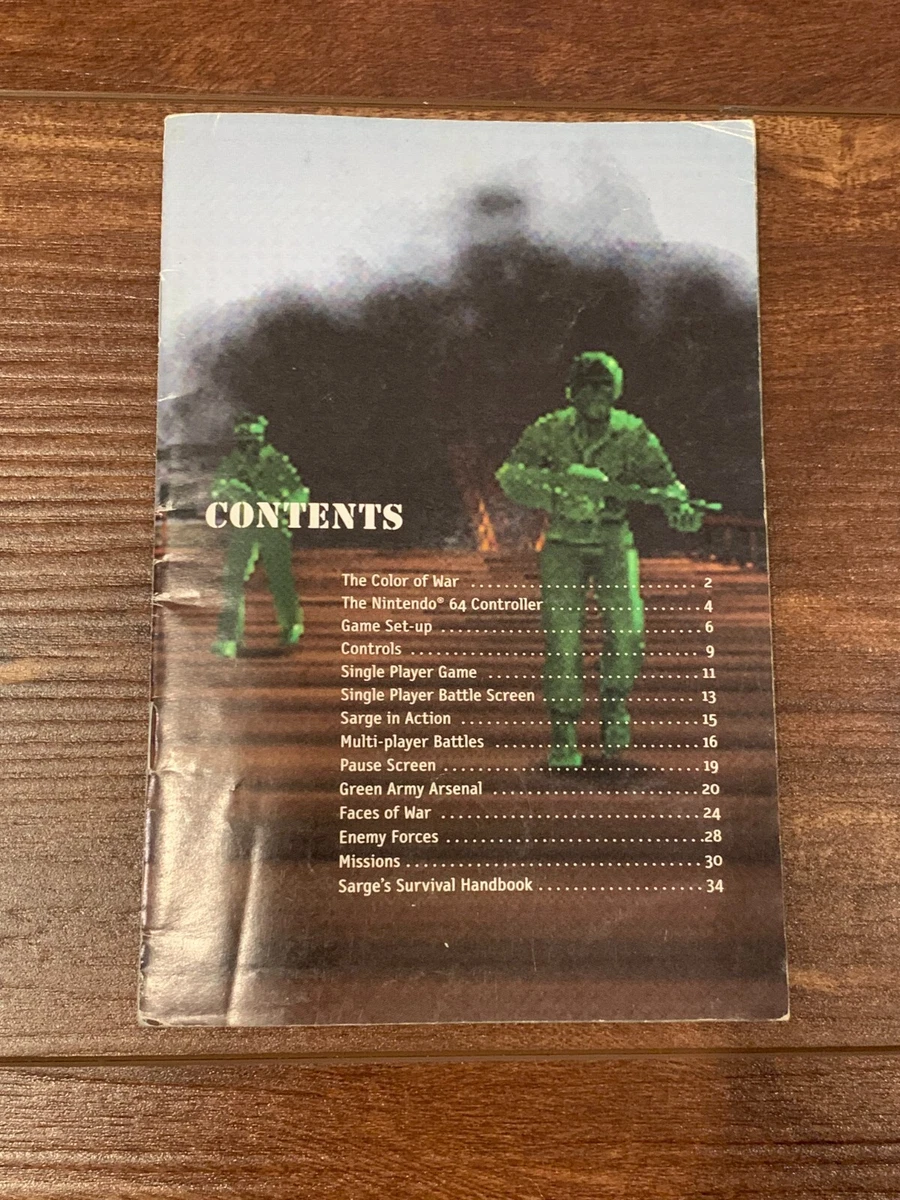 CONTENTS
The Color of War ........................................ 2
The Nintendo® 64 Controller ...................... 4
Game Set-up ............................................. 6
Controls .................................................. 9
Single Player Game .................................. 11
Single Player Battle Screen ...................... 13
Sarge in Action ....................................... 15
Multi-player Battles ................................. 16
Pause Screen .......................................... 19
Green Army Arsenal ................................. 20
Faces of War .......................................... 24
Enemy Forces ......................................... 28
Missions ................................................ 30
Sarge's Survival Handbook ....................... 34